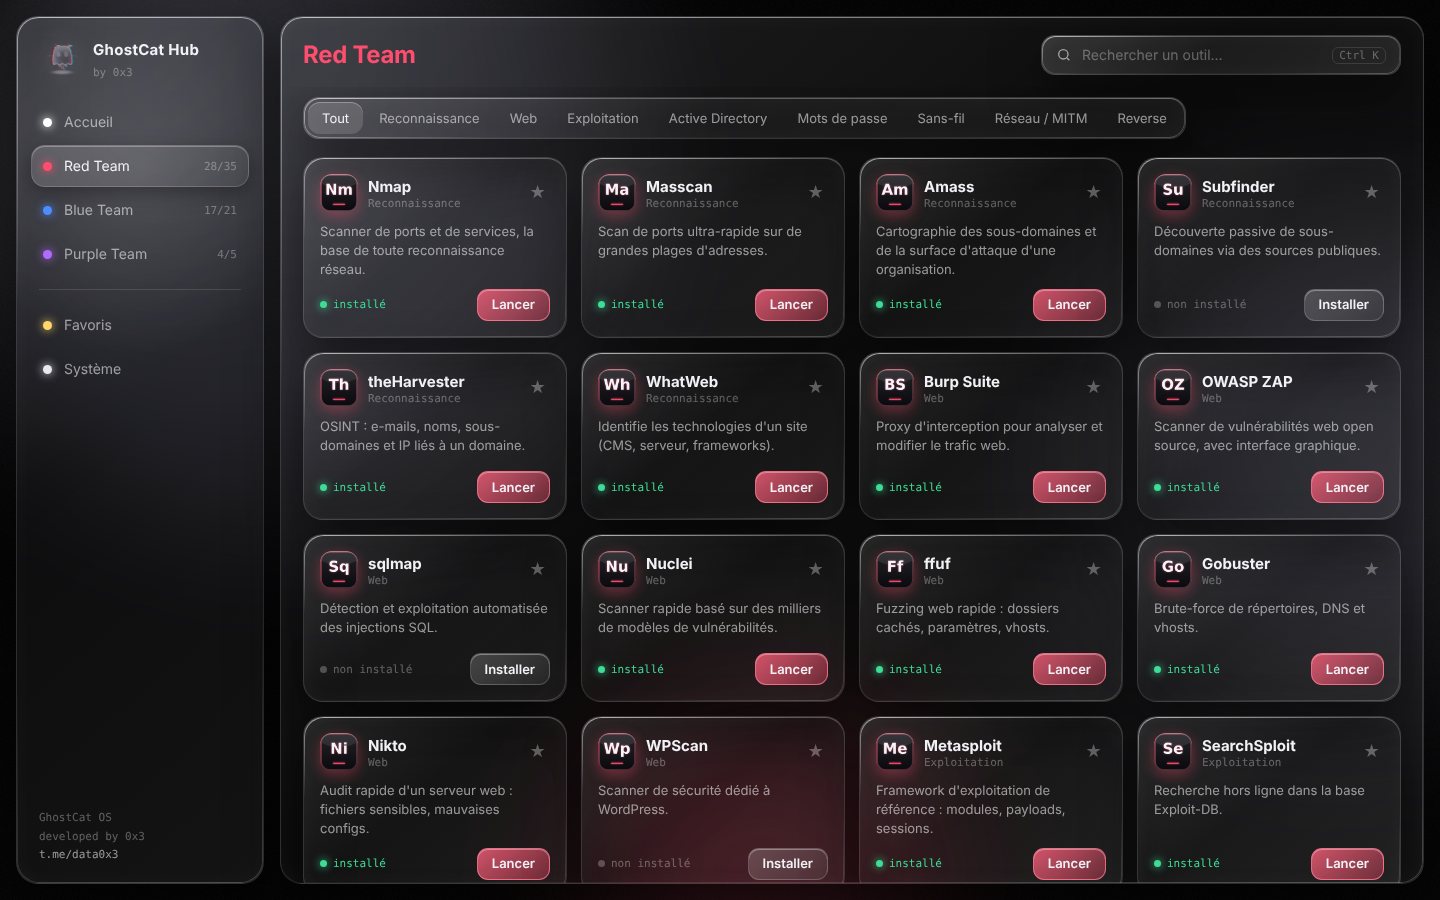 GhostCat Hub
by 0x3
Accueil
Red Team 28/35
Blue Team 17/21
Purple Team 4/5
Favoris
Système
GhostCat OS
developed by 0x3
t.me/data0x3
Red Team
Rechercher un outil... Ctrl K
Tout Reconnaissance Web Exploitation Active Directory Mots de passe Sans-fil Réseau / MITM Reverse
Nm
Nmap ★
Reconnaissance
Scanner de ports et de services, la
base de toute reconnaissance
réseau.
installé Lancer
Ma
Masscan ★
Reconnaissance
Scan de ports ultra-rapide sur de
grandes plages d'adresses.
installé Lancer
Am
Amass ★
Reconnaissance
Cartographie des sous-domaines et
de la surface d'attaque d'une
organisation.
installé Lancer
Su
Subfinder ★
Reconnaissance
Découverte passive de sous-
domaines via des sources publiques.
non installé Installer
Th
theHarvester ★
Reconnaissance
OSINT : e-mails, noms, sous-
domaines et IP liés à un domaine.
installé Lancer
Wh
WhatWeb ★
Reconnaissance
Identifie les technologies d'un site
(CMS, serveur, frameworks).
installé Lancer
BS
Burp Suite ★
Web
Proxy d'interception pour analyser et
modifier le trafic web.
installé Lancer
OZ
OWASP ZAP ★
Web
Scanner de vulnérabilités web open
source, avec interface graphique.
installé Lancer
Sq
sqlmap ★
Web
Détection et exploitation automatisée
des injections SQL.
non installé Installer
Nu
Nuclei ★
Web
Scanner rapide basé sur des milliers
de modèles de vulnérabilités.
installé Lancer
Ff
ffuf ★
Web
Fuzzing web rapide : dossiers
cachés, paramètres, vhosts.
installé Lancer
Go
Gobuster ★
Web
Brute-force de répertoires, DNS et
vhosts.
installé Lancer
Ni
Nikto ★
Web
Audit rapide d'un serveur web :
fichiers sensibles, mauvaises
configs.
installé Lancer
Wp
WPScan ★
Web
Scanner de sécurité dédié à
WordPress.
non installé Installer
Me
Metasploit ★
Exploitation
Framework d'exploitation de
référence : modules, payloads,
sessions.
installé Lancer
Se
SearchSploit ★
Exploitation
Recherche hors ligne dans la base
Exploit-DB.
installé Lancer